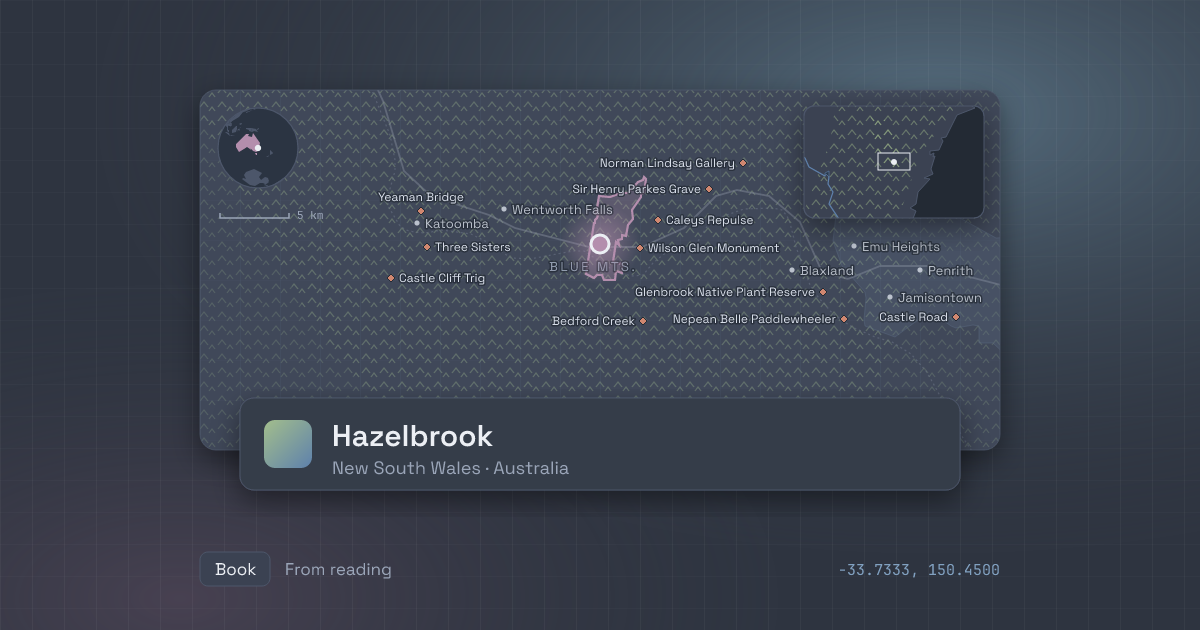 Norman Lindsay Gallery
Sir Henry Parkes Grave
Yeaman Bridge
Wentworth Falls
5 km
Katoomba
Caleys Repulse
Three Sisters
Wilson Glen Monument
Emu Heights
BLUE MTS.
Blaxland
Penrith
Castle Cliff Trig
Glenbrook Native Plant Reserve
Jamisontown
Bedford Creek
Nepean Belle Paddlewheeler
Castle Road
Hazelbrook
New South Wales · Australia
Book
From reading
-33.7333, 150.4500